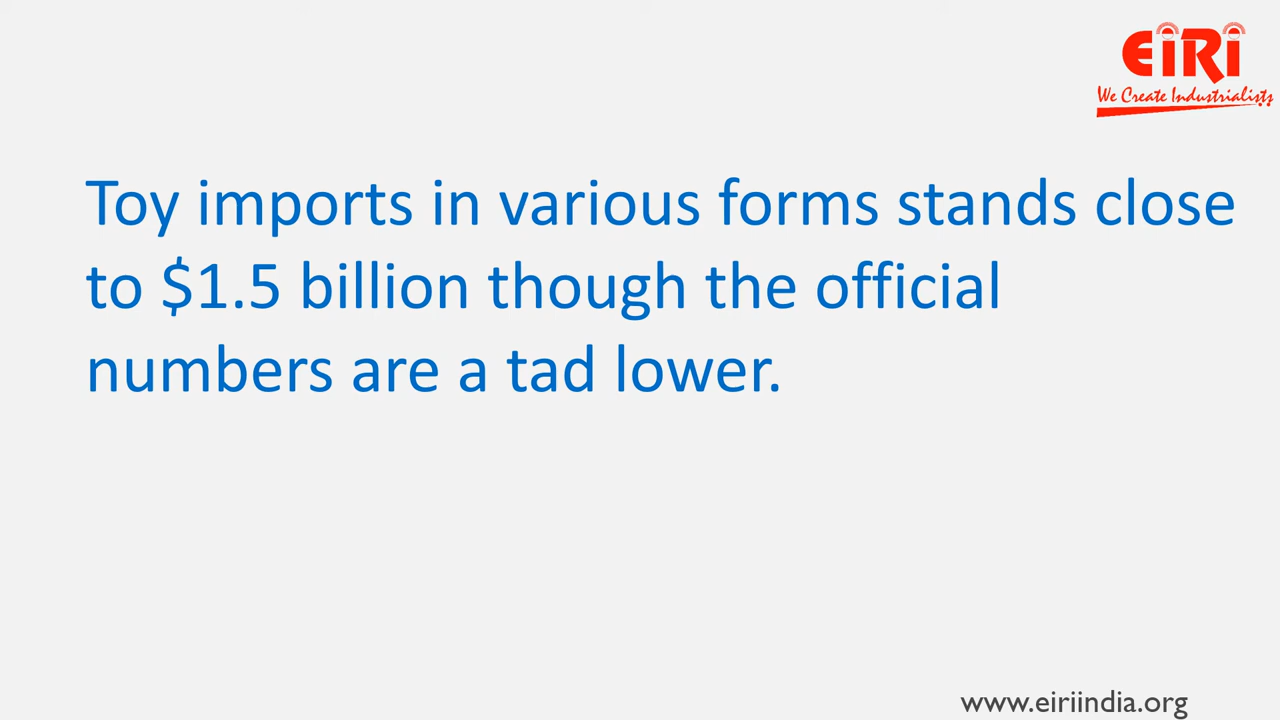 EiRi
We Create Industrialists
Toy imports in various forms stands close
to $1.5 billion though the official
numbers are a tad lower.
www.eiriindia.org